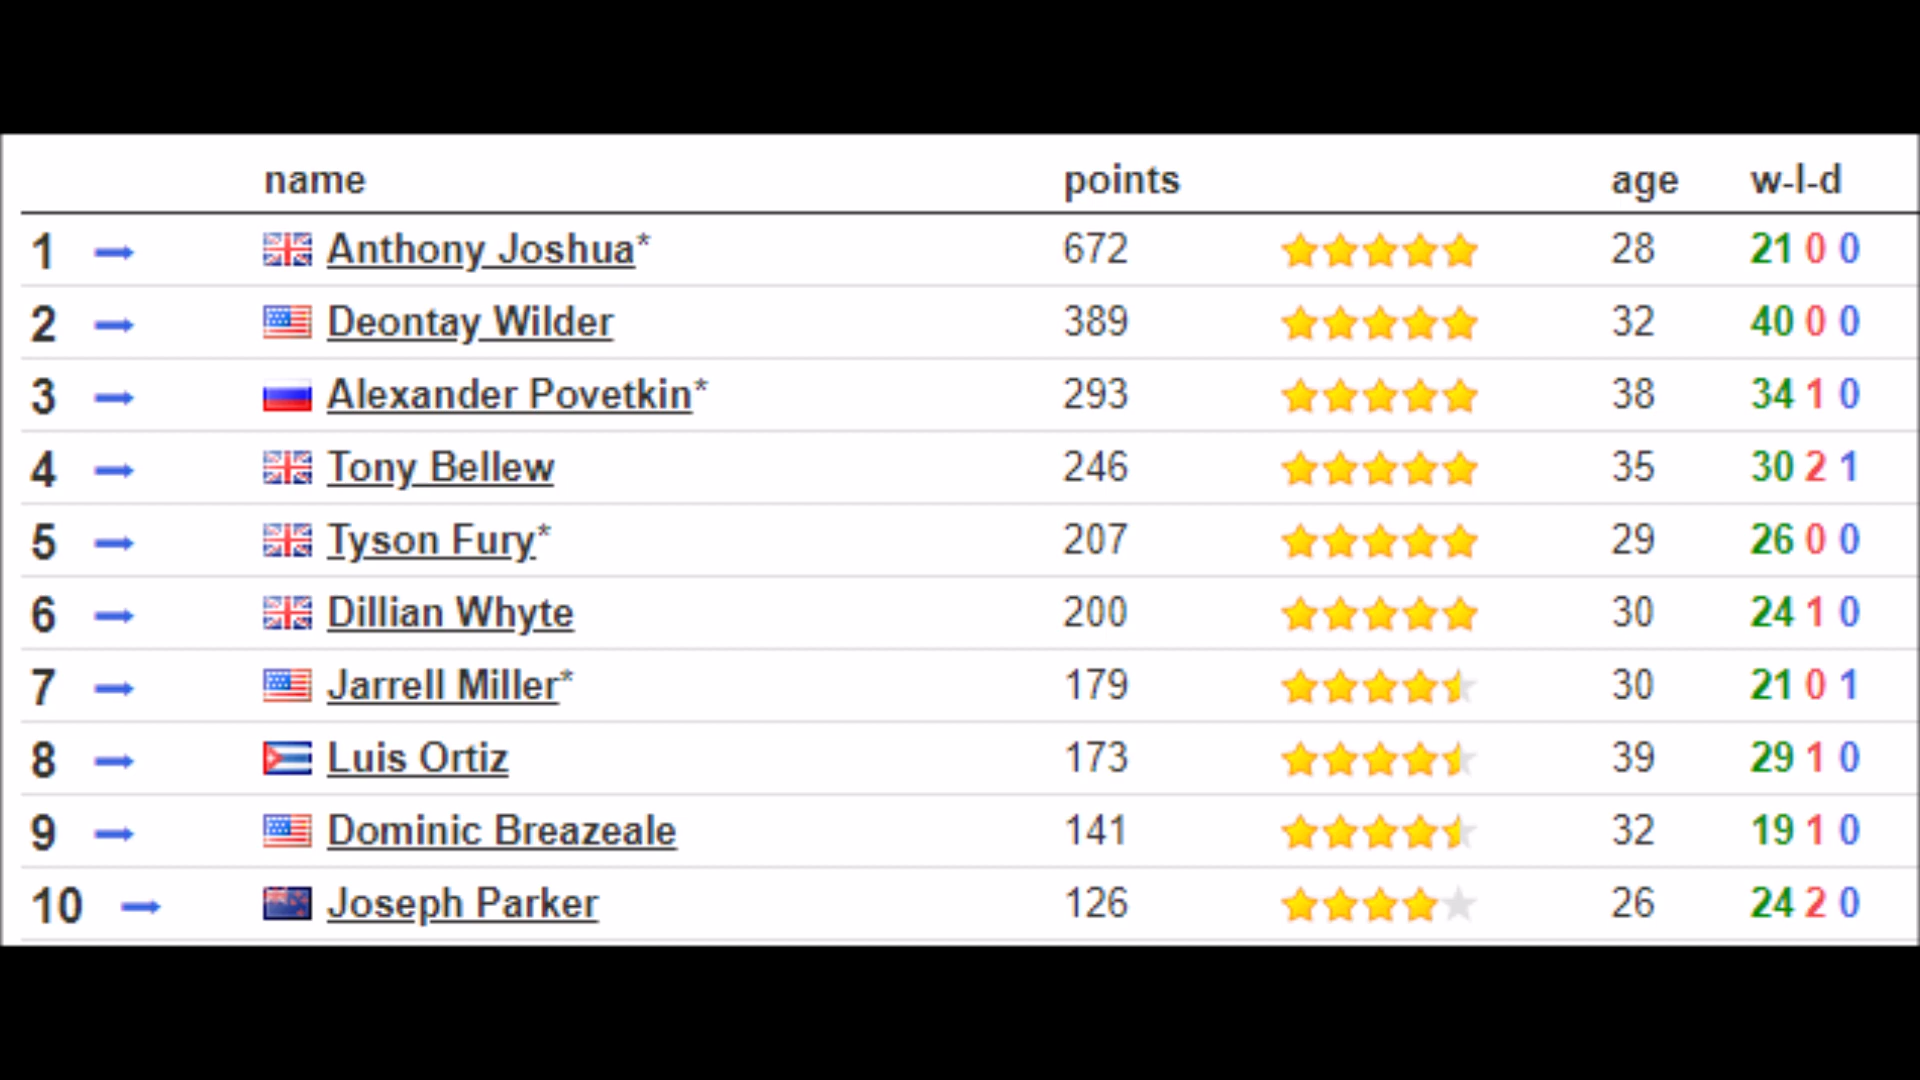 name points age w-l-d
1 Anthony Joshua* 672 28 21 0 0
2 Deontay Wilder 389 32 40 0 0
3 Alexander Povetkin* 293 38 34 1 0
4 Tony Bellew 246 35 30 2 1
5 Tyson Fury* 207 29 26 0 0
6 Dillian Whyte 200 30 24 1 0
7 Jarrell Miller* 179 30 21 0 1
8 Luis Ortiz 173 39 29 1 0
9 Dominic Breazeale 141 32 19 1 0
10 Joseph Parker 126 26 24 2 0